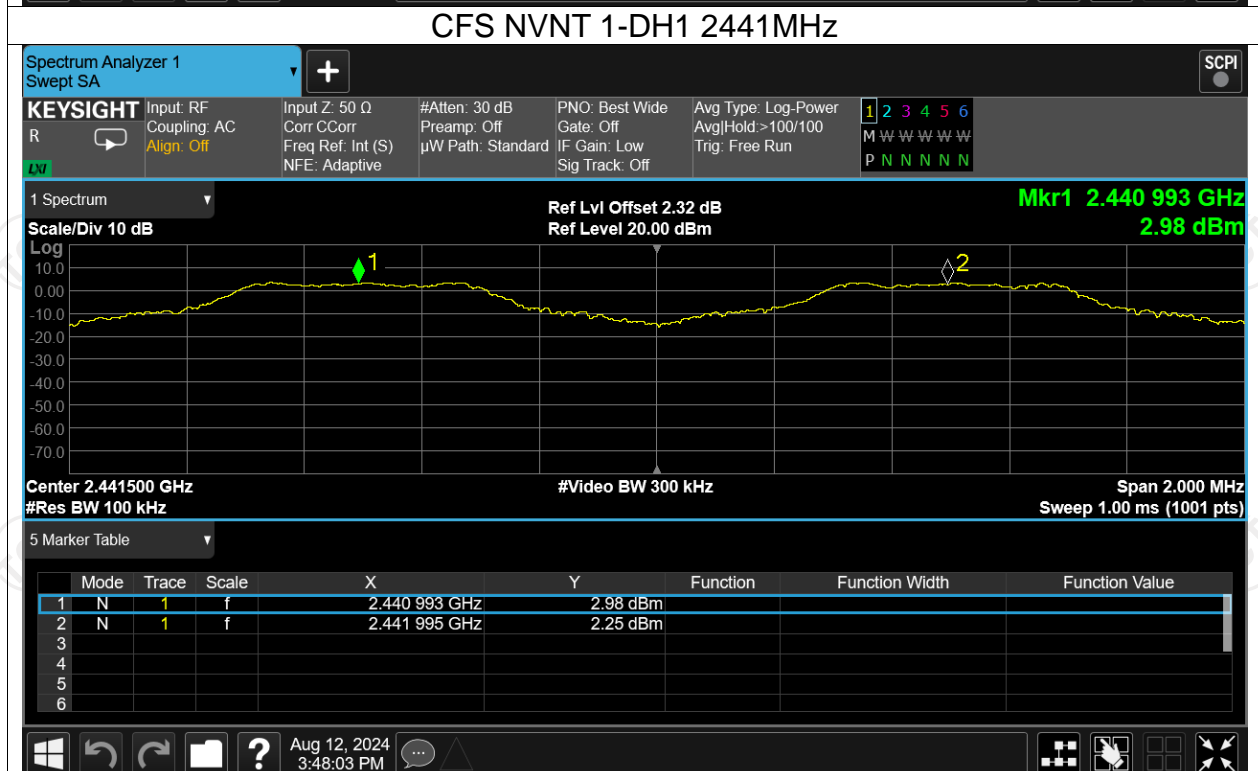 CFS NVNT 1-DH1 2441MHz
Spectrum Analyzer 1
Swept SA
SCPI
KEYSIGHT
R
LXI
Input: RF
Coupling: AC
Align: Off
Input Z: 50 Ω
Corr CCorr
Freq Ref: Int (S)
NFE: Adaptive
#Atten: 30 dB
Preamp: Off
µW Path: Standard
PNO: Best Wide
Gate: Off
IF Gain: Low
Sig Track: Off
Avg Type: Log-Power
Avg|Hold:>100/100
Trig: Free Run
1 2 3 4 5 6
M W W W W W
P N N N N N
1 Spectrum
Scale/Div 10 dB
Ref Lvl Offset 2.32 dB
Ref Level 20.00 dBm
Mkr1 2.440 993 GHz
2.98 dBm
Log
10.0
0.00
-10.0
-20.0
-30.0
-40.0
-50.0
-60.0
-70.0
1
2
Center 2.441500 GHz
#Res BW 100 kHz
#Video BW 300 kHz
Span 2.000 MHz
Sweep 1.00 ms (1001 pts)
5 Marker Table
Mode Trace Scale X Y Function Function Width Function Value
1 N 1 f 2.440 993 GHz 2.98 dBm
2 N 1 f 2.441 995 GHz 2.25 dBm
3
4
5
6
Aug 12, 2024
3:48:03 PM